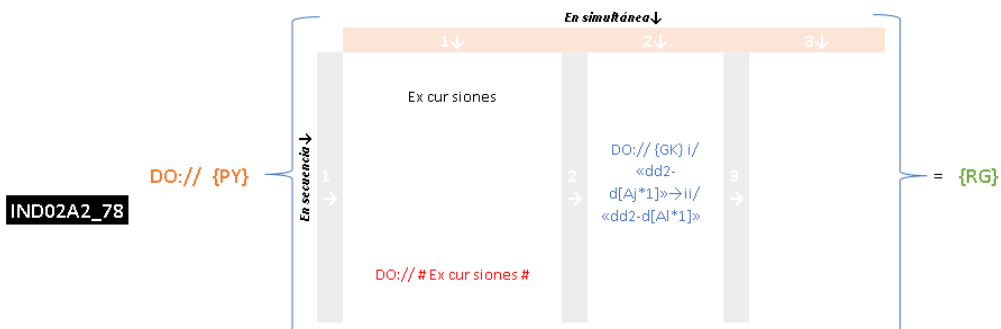 En simultánea↓
1↓ 2↓ 3↓
Ex cur siones
En secuencia↓
DO:// {GK} i/
«dd2-
d[Aj*1]»→ii/
«dd2-d[Al*1]»
DO:// {PY}
1
→
2
→
3
→
= {RG}
IND02A2_78
DO:// # Ex cur siones #